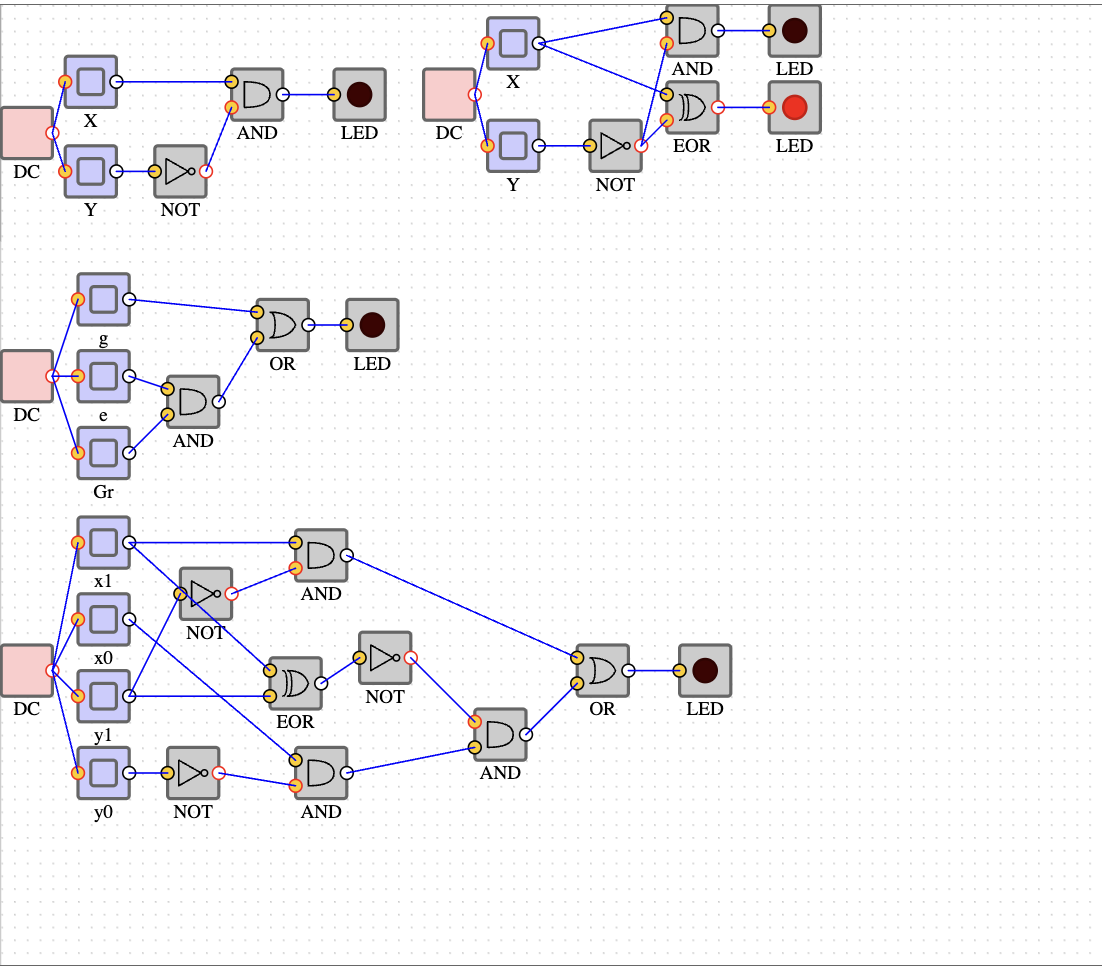 X
AND
LED
DC
Y
NOT
X
AND
LED
DC
EOR
LED
Y
NOT
g
OR
LED
DC
e
AND
Gr
x1
AND
NOT
x0
NOT
DC
EOR
OR
LED
y1
AND
y0
NOT
AND